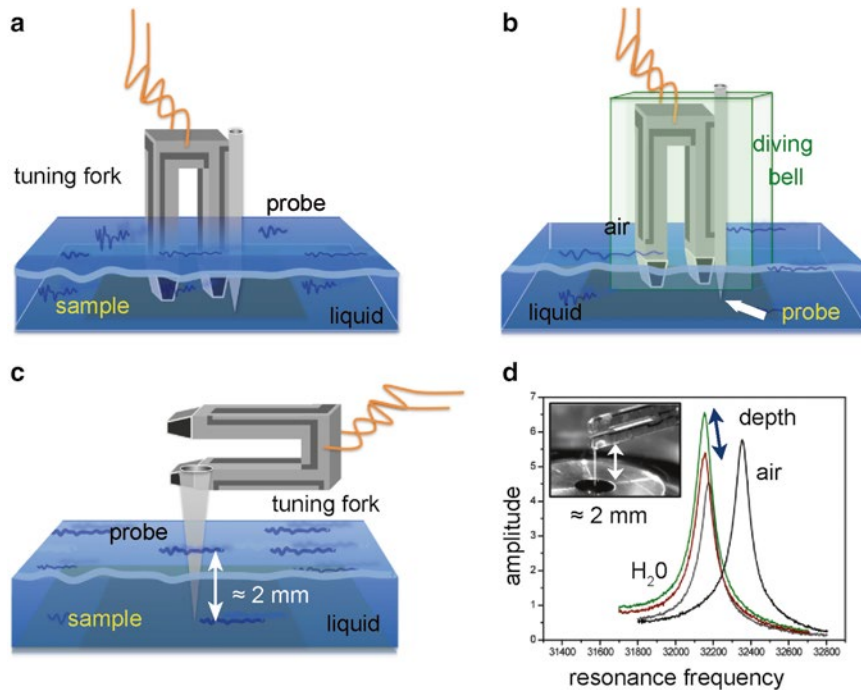 a
tuning fork
probe
sample
liquid
b
diving
bell
air
liquid
probe
c
tuning fork
probe
≈ 2 mm
sample
liquid
d
7
6
5
4
3
2
1
0
amplitude
depth
air
≈ 2 mm
H₂0
31400 31600 31800 32000 32200 32400 32600 32800
resonance frequency